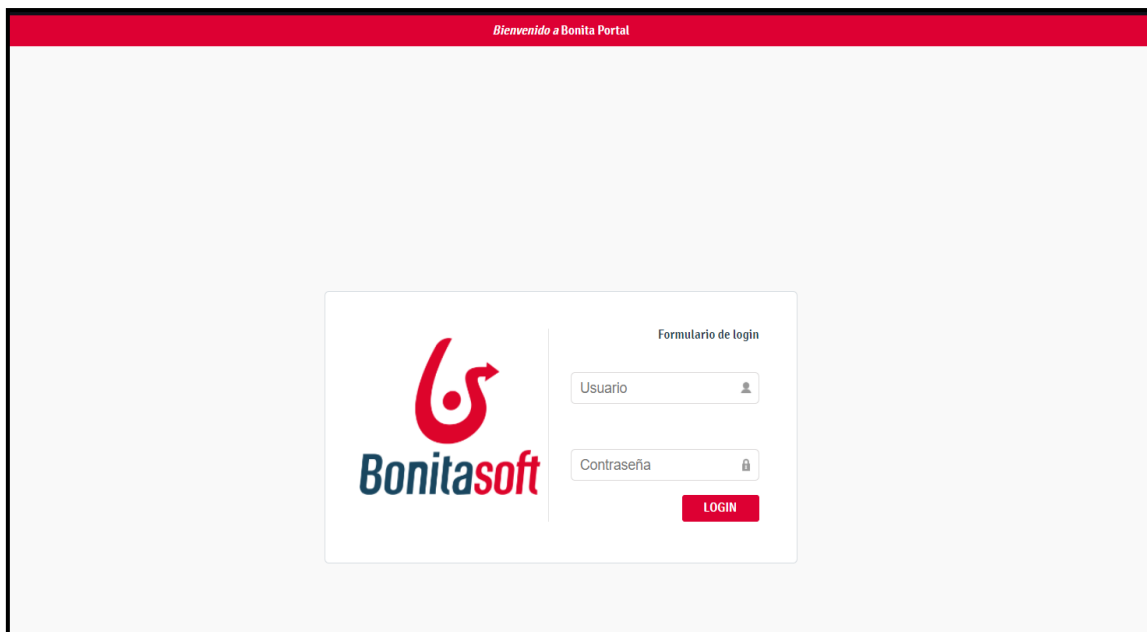 Bienvenido a Bonita Portal
Formulario de login
Usuario
Contraseña
LOGIN
Bonitasoft